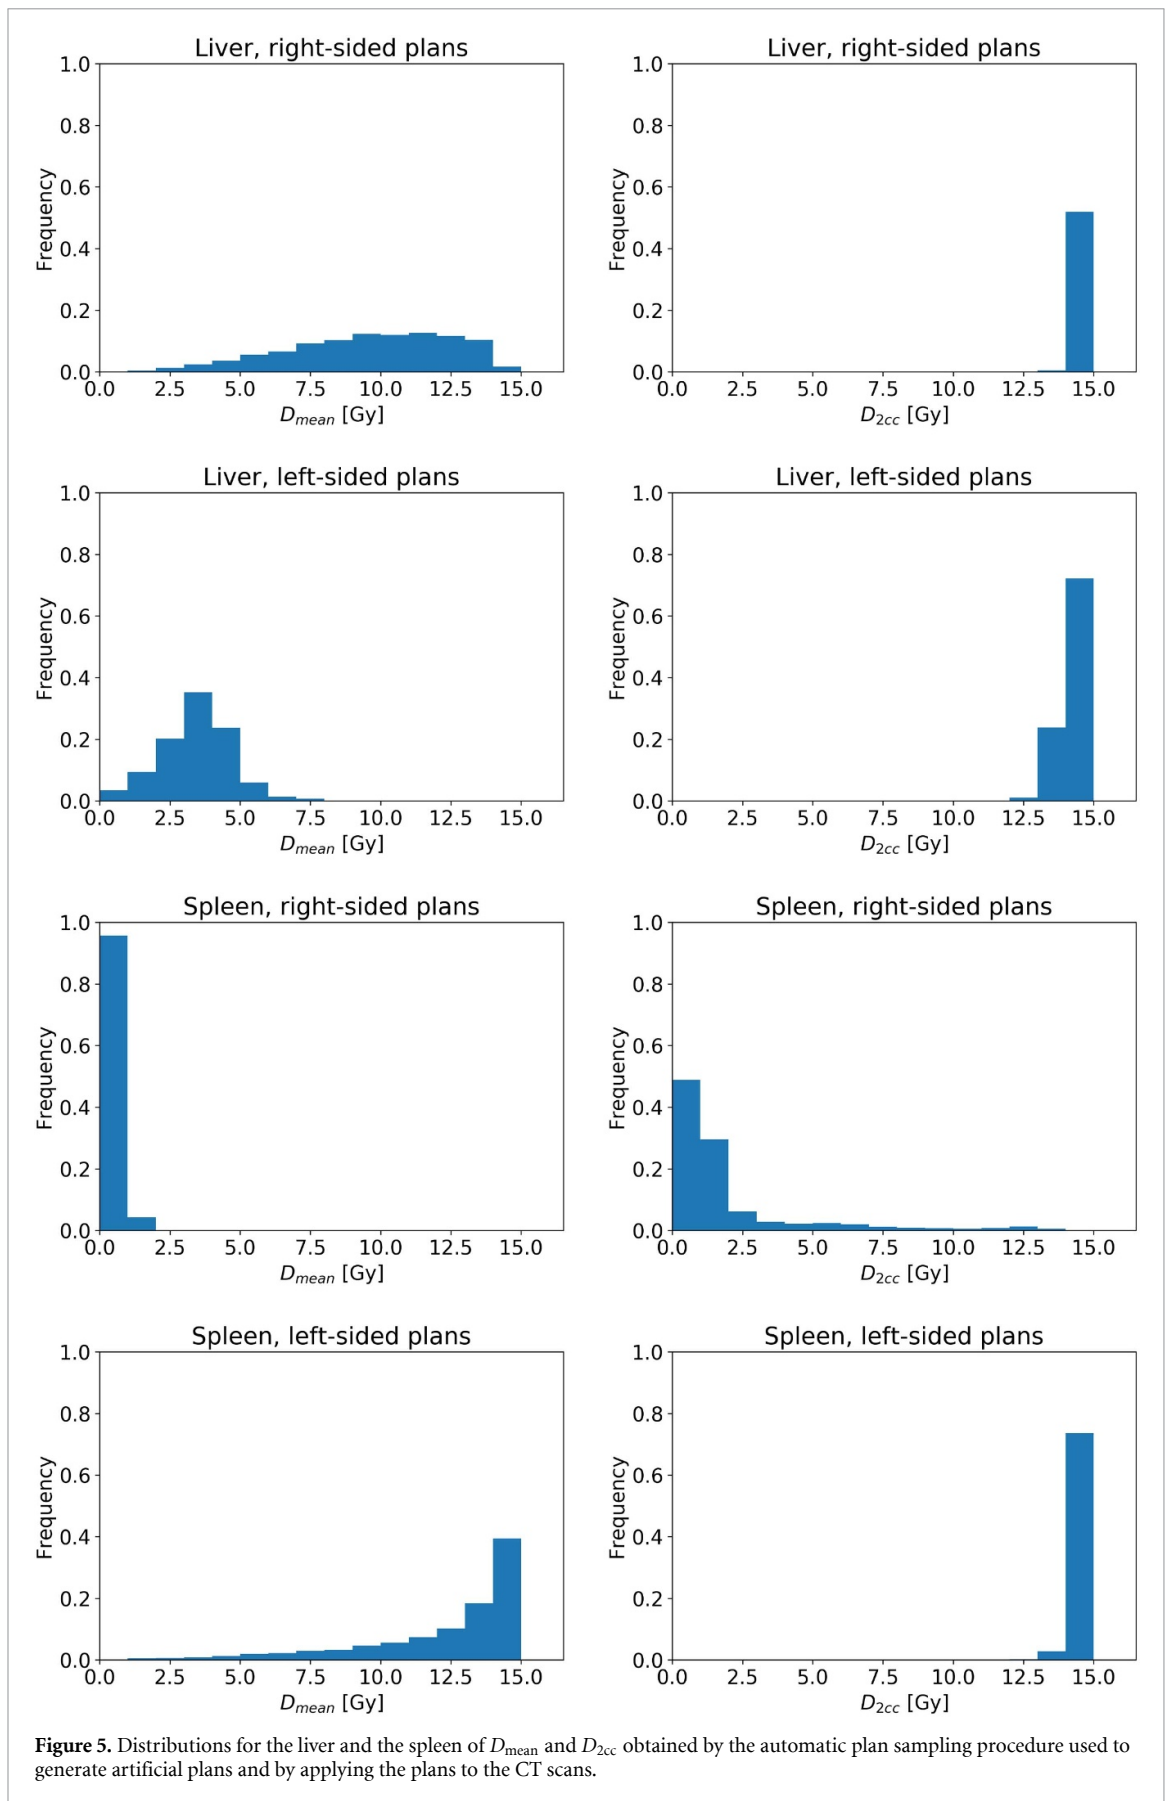 Liver, right-sided plans
1.0
0.8
0.6
0.4
0.2
0.0
Frequency
0.0 2.5 5.0 7.5 10.0 12.5 15.0
Dmean [Gy]
Liver, right-sided plans
1.0
0.8
0.6
0.4
0.2
0.0
Frequency
0.0 2.5 5.0 7.5 10.0 12.5 15.0
D2cc [Gy]
Liver, left-sided plans
1.0
0.8
0.6
0.4
0.2
0.0
Frequency
0.0 2.5 5.0 7.5 10.0 12.5 15.0
Dmean [Gy]
Liver, left-sided plans
1.0
0.8
0.6
0.4
0.2
0.0
Frequency
0.0 2.5 5.0 7.5 10.0 12.5 15.0
D2cc [Gy]
Spleen, right-sided plans
1.0
0.8
0.6
0.4
0.2
0.0
Frequency
0.0 2.5 5.0 7.5 10.0 12.5 15.0
Dmean [Gy]
Spleen, right-sided plans
1.0
0.8
0.6
0.4
0.2
0.0
Frequency
0.0 2.5 5.0 7.5 10.0 12.5 15.0
D2cc [Gy]
Spleen, left-sided plans
1.0
0.8
0.6
0.4
0.2
0.0
Frequency
0.0 2.5 5.0 7.5 10.0 12.5 15.0
Dmean [Gy]
Spleen, left-sided plans
1.0
0.8
0.6
0.4
0.2
0.0
Frequency
0.0 2.5 5.0 7.5 10.0 12.5 15.0
D2cc [Gy]
Figure 5. Distributions for the liver and the spleen of Dmean and D2cc obtained by the automatic plan sampling procedure used to
generate artificial plans and by applying the plans to the CT scans.